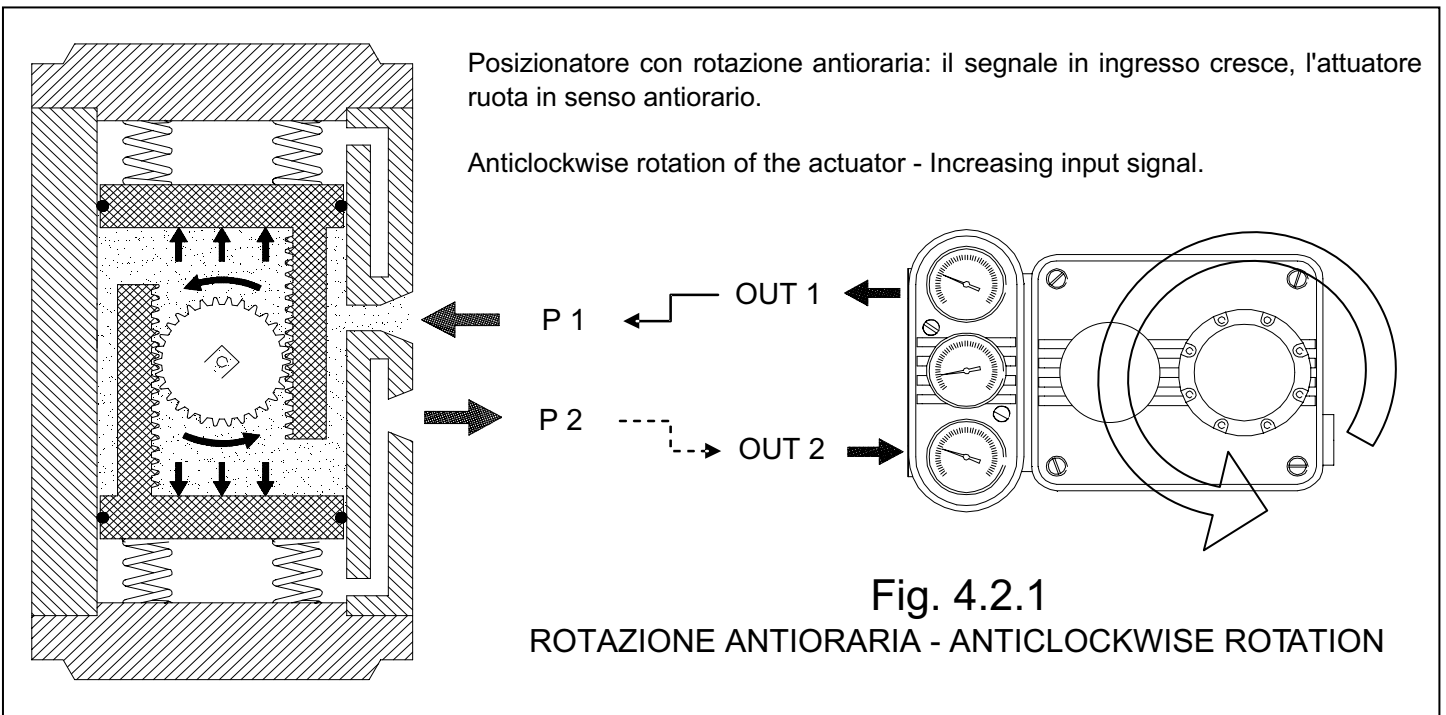 Posizionatore con rotazione antioraria: il segnale in ingresso cresce, l'attuatore
ruota in senso antiorario.
Anticlockwise rotation of the actuator - Increasing input signal.
P 1
OUT 1
P 2
OUT 2
Fig. 4.2.1
ROTAZIONE ANTIORARIA - ANTICLOCKWISE ROTATION